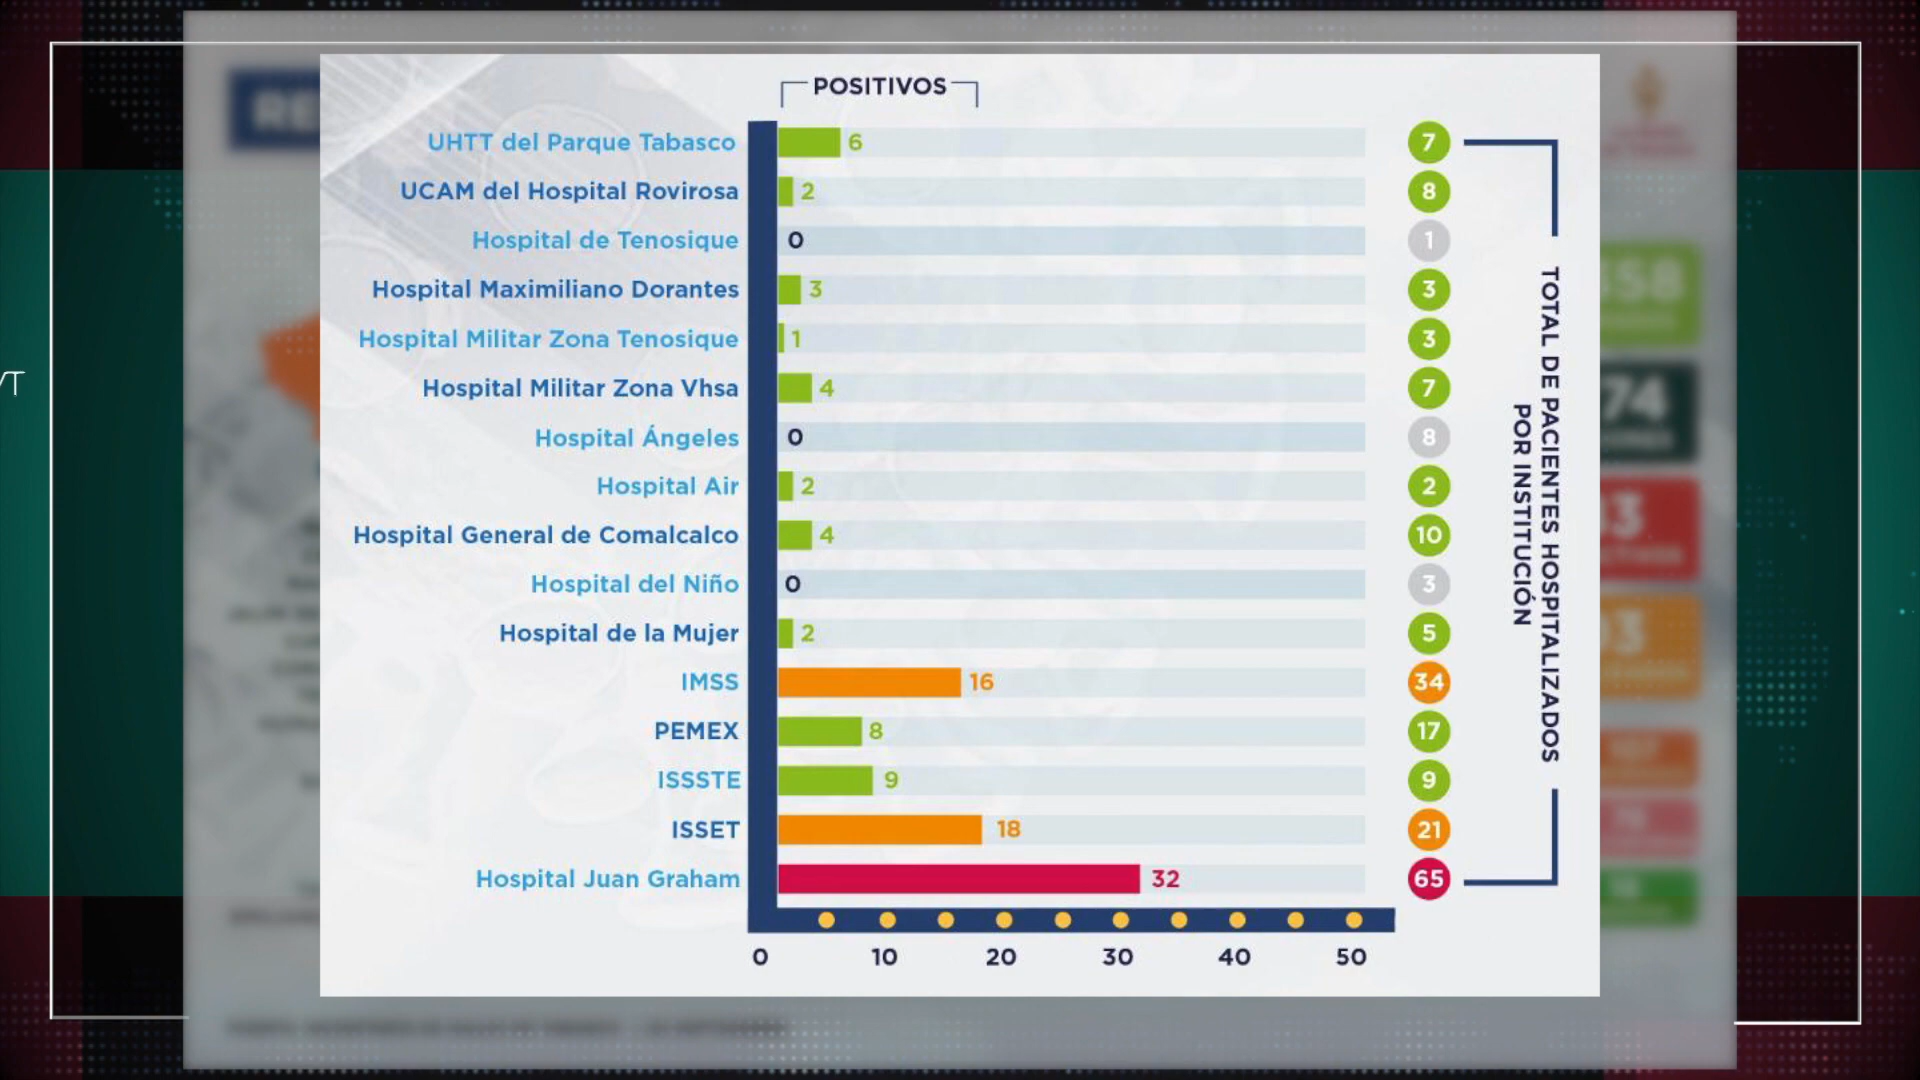 POSITIVOS
UHTT del Parque Tabasco 6 7
UCAM del Hospital Rovirosa 2 8
Hospital de Tenosique 0 1
Hospital Maximiliano Dorantes 3 3
Hospital Militar Zona Tenosique 1 3
Hospital Militar Zona Vhsa 4 7
Hospital Ángeles 0 8
Hospital Air 2 2
Hospital General de Comalcalco 4 10
Hospital del Niño 0 3
Hospital de la Mujer 2 5
IMSS 16 34
PEMEX 8 17
ISSSTE 9 9
ISSET 18 21
Hospital Juan Graham 32 65
0 10 20 30 40 50
TOTAL DE PACIENTES HOSPITALIZADOS
POR INSTITUCIÓN
74